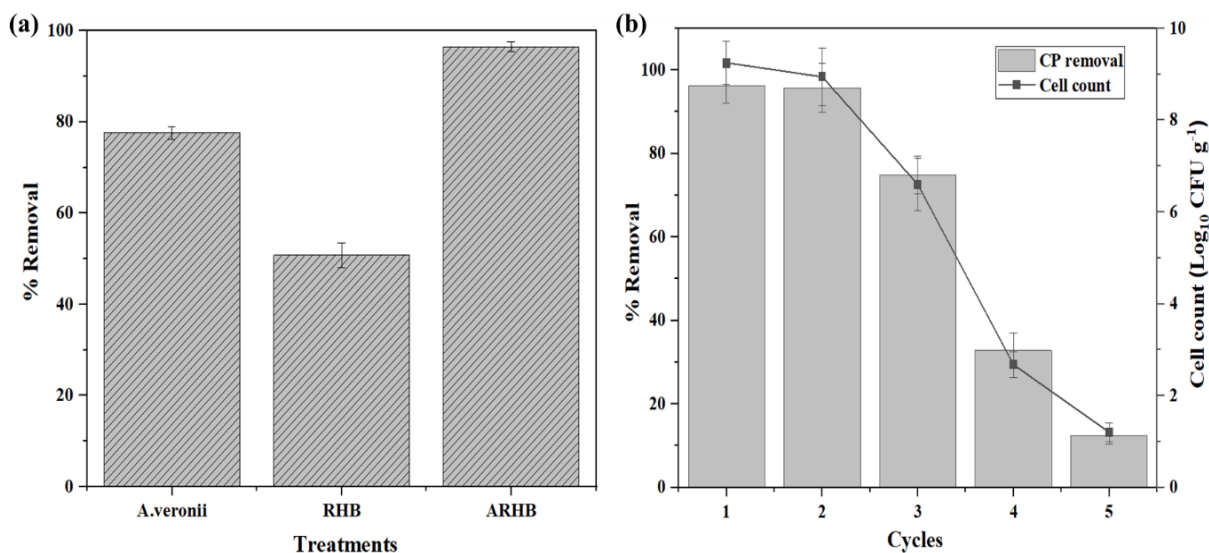 (a)
100
80
60
40
20
0
% Removal
A.veronii RHB ARHB
Treatments
(b)
100
80
60
40
20
0
% Removal
CP removal
Cell count
10
8
6
4
2
0
Cell count (Log₁₀ CFU g⁻¹)
1 2 3 4 5
Cycles